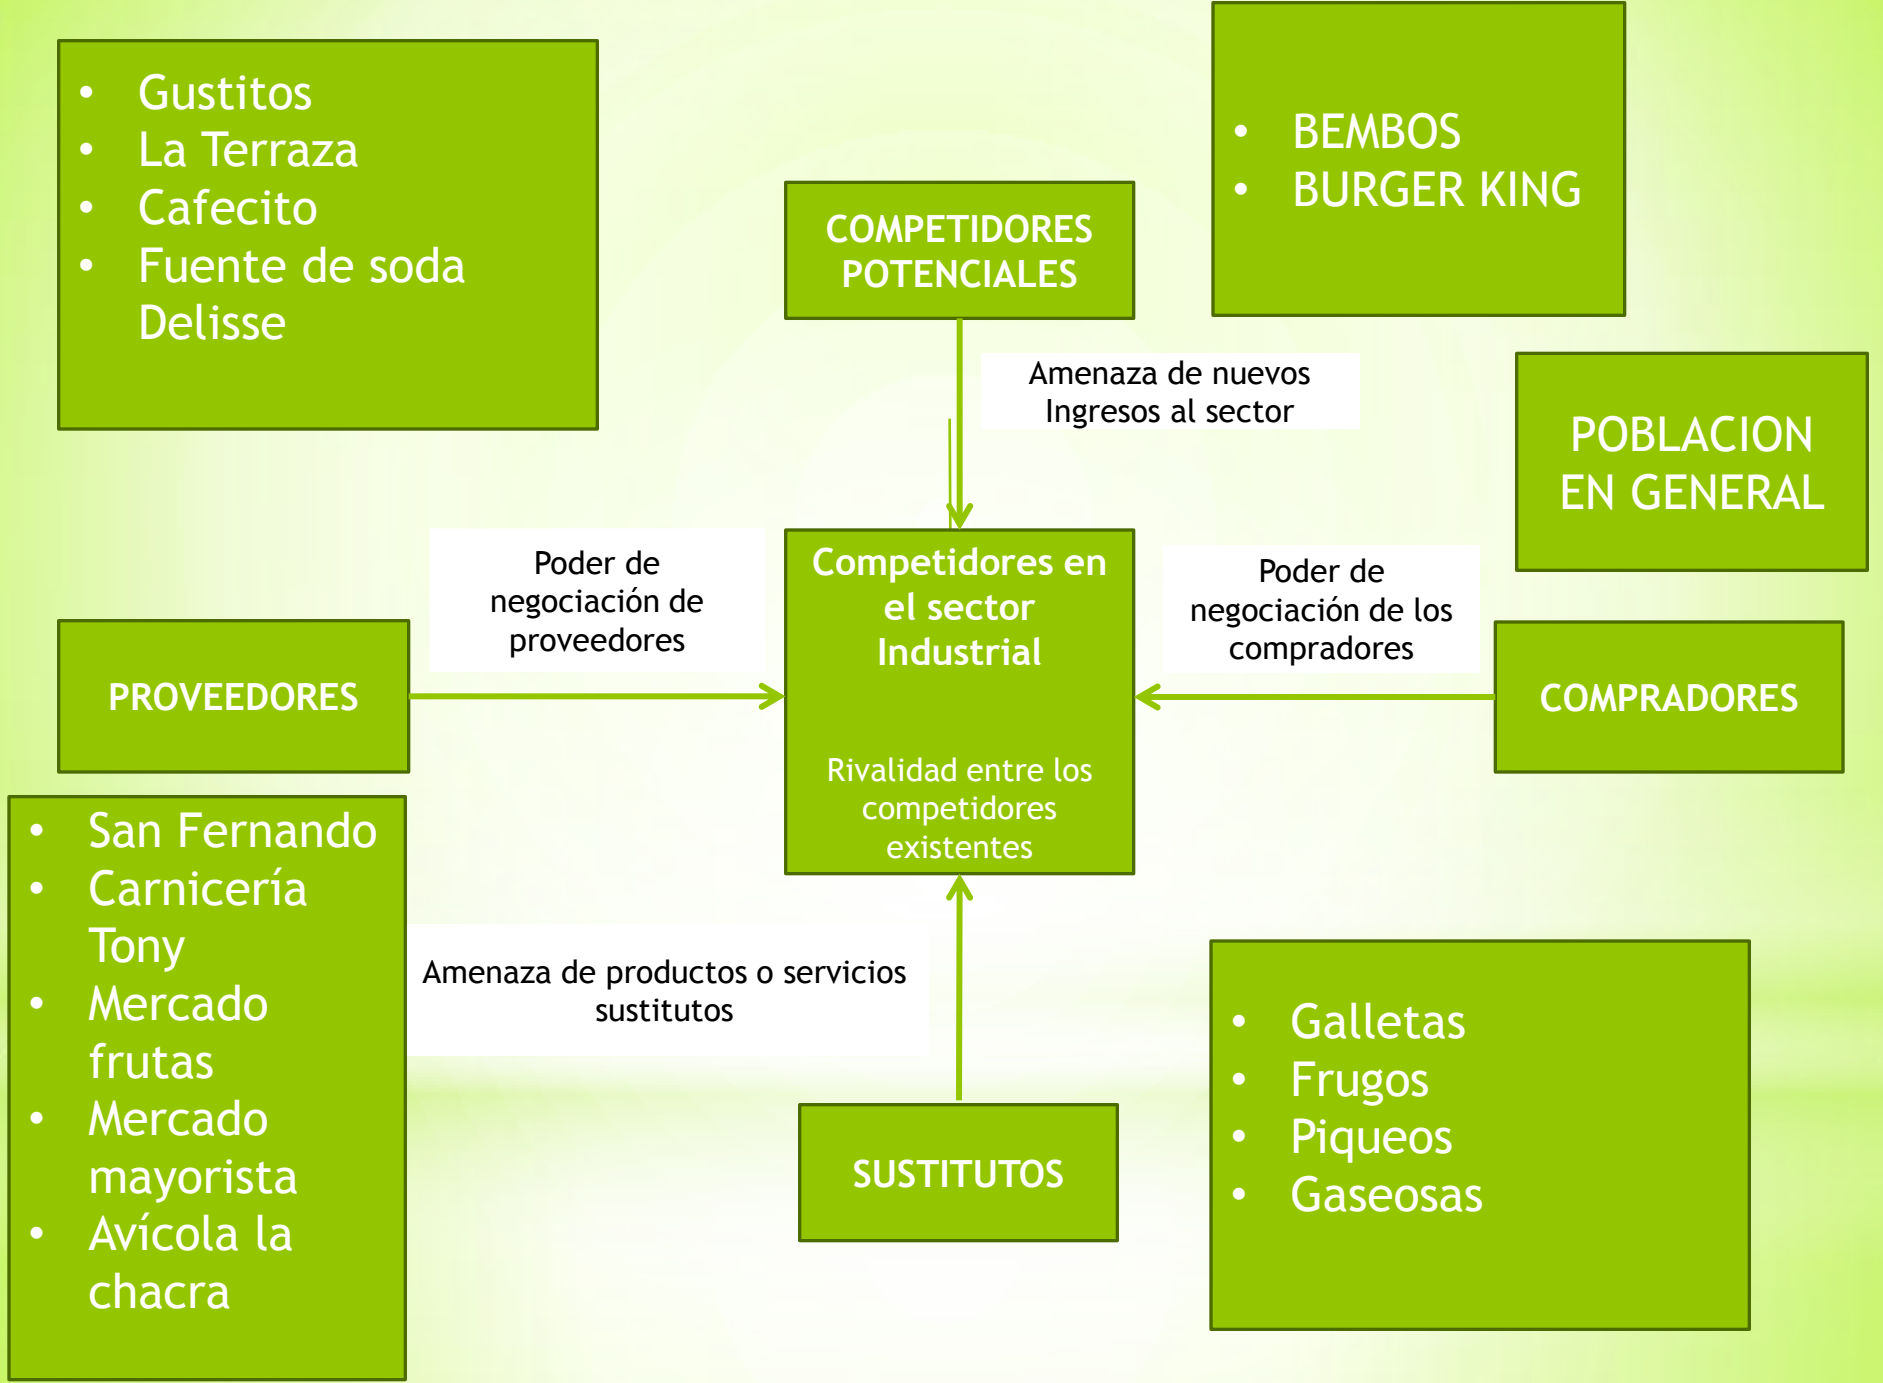 • Gustitos
• La Terraza
• Cafecito
• Fuente de soda
Delisse
COMPETIDORES
POTENCIALES
• BEMBOS
• BURGER KING
Amenaza de nuevos
Ingresos al sector
POBLACION
EN GENERAL
Poder de
negociación de
proveedores
Competidores en
el sector
Industrial
Rivalidad entre los
competidores
existentes
Poder de
negociación de los
compradores
PROVEEDORES
COMPRADORES
• San Fernando
• Carnicería
Tony
• Mercado
frutas
• Mercado
mayorista
• Avícola la
chacra
Amenaza de productos o servicios
sustitutos
SUSTITUTOS
• Galletas
• Frugos
• Piqueos
• Gaseosas